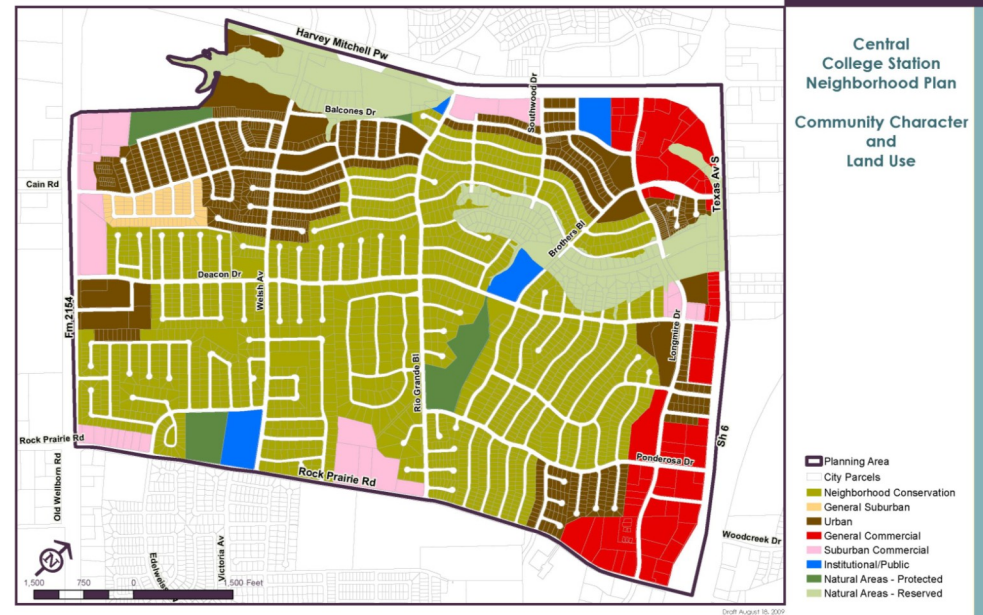 Central
College Station
Neighborhood Plan
Community Character
and
Land Use
Harvey Mitchell Pw
Southwood Dr
Balcones Dr
Texas Av S
Cain Rd
Brothers Bl
Deacon Dr
Welsh Av
Fm 2154
Longmire Dr
Rio Grande Bl
Sh 6
Rock Prairie Rd
Ponderosa Dr
Rock Prairie Rd
Old Wellborn Rd
Victoria Av
Woodcreek Dr
N
1,500 750 0 1,500 Feet
Planning Area
City Parcels
Neighborhood Conservation
General Suburban
Urban
General Commercial
Suburban Commercial
Institutional/Public
Natural Areas - Protected
Natural Areas - Reserved
Draft August 16, 2009